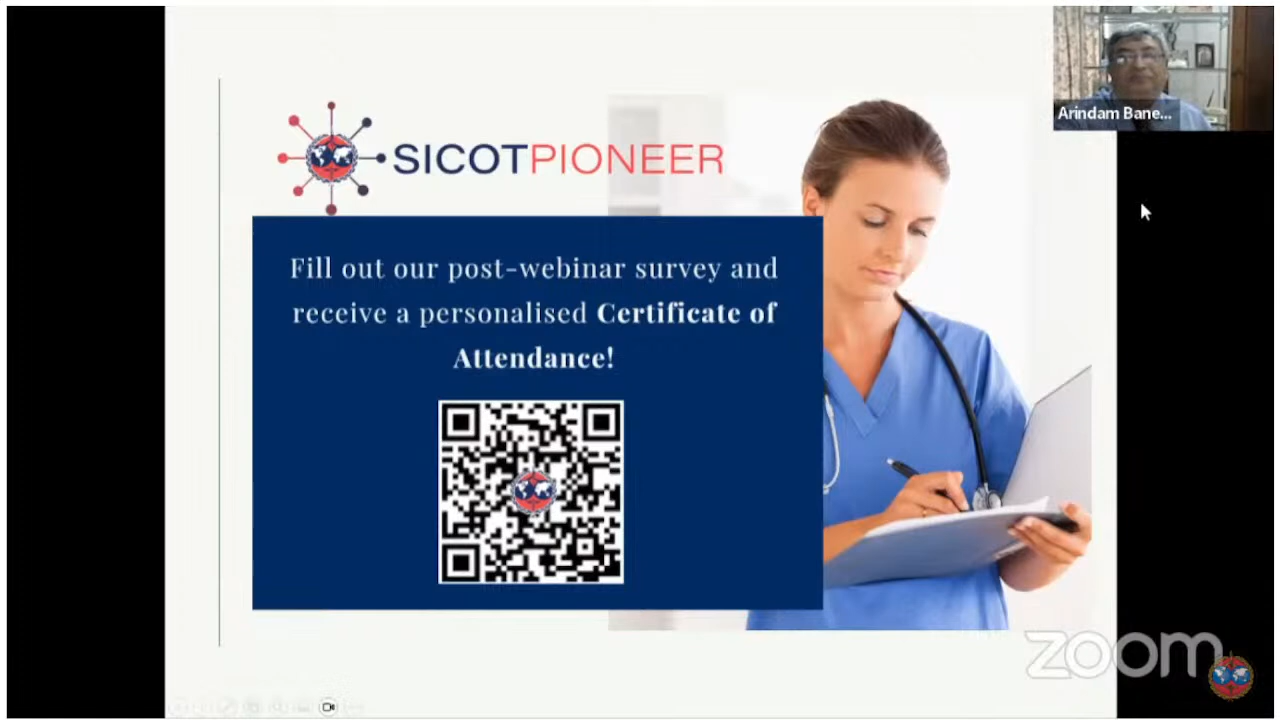 Arindam Bane...
SICOTPIONEER
Fill out our post-webinar survey and
receive a personalised Certificate of
Attendance!
zoom